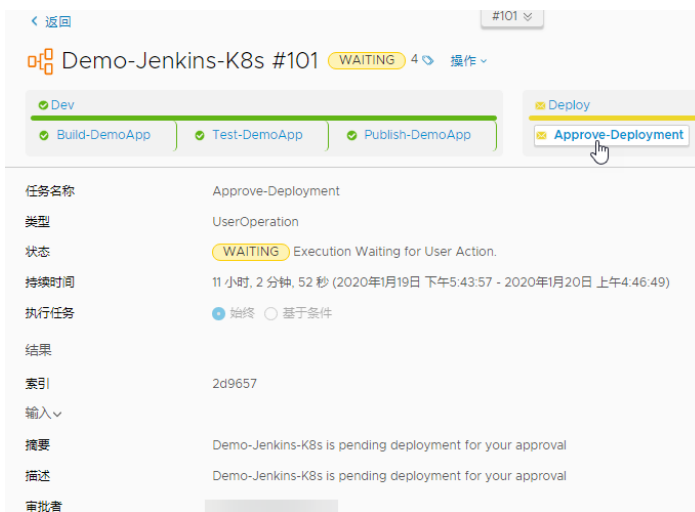 返回
#101
Demo-Jenkins-K8s #101 WAITING 4 操作
Dev
Deploy
Build-DemoApp Test-DemoApp Publish-DemoApp Approve-Deployment
任务名称 Approve-Deployment
类型 UserOperation
状态 WAITING Execution Waiting for User Action.
持续时间 11 小时, 2 分钟, 52 秒 (2020年1月19日 下午5:43:57 - 2020年1月20日 上午4:46:49)
执行任务 始终 基于条件
结果
索引 2d9657
输入
摘要 Demo-Jenkins-K8s is pending deployment for your approval
描述 Demo-Jenkins-K8s is pending deployment for your approval
审批者